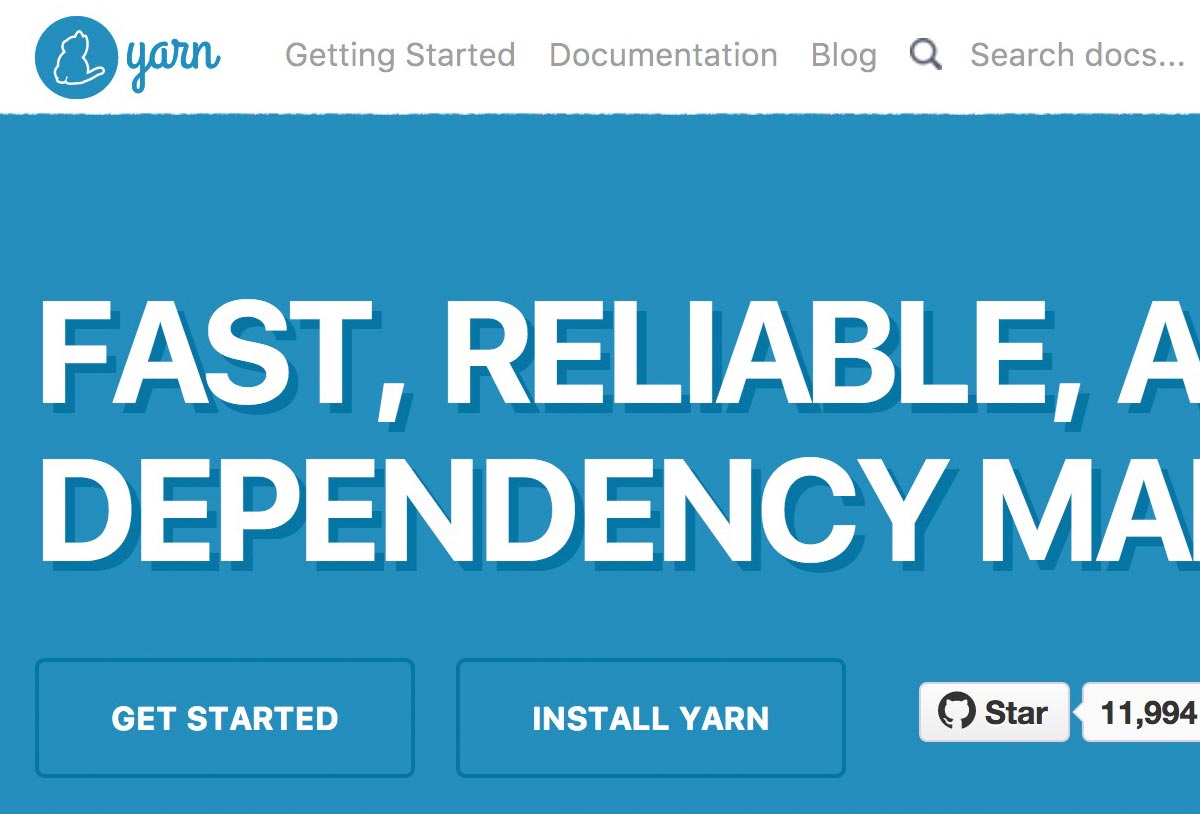 yarn Getting Started Documentation Blog Search docs...
FAST, RELIABLE, A
DEPENDENCY MA
GET STARTED INSTALL YARN Star 11,994